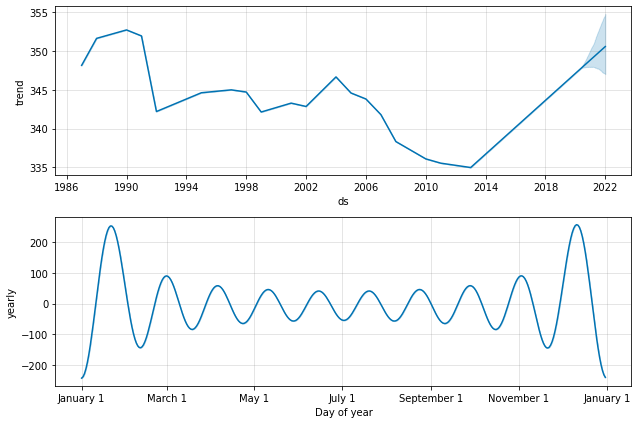 355
350
345
340
335
trend
1986 1990 1994 1998 2002 2006 2010 2014 2018 2022
ds
200
100
0
−100
−200
yearly
January 1 March 1 May 1 July 1 September 1 November 1 January 1
Day of year